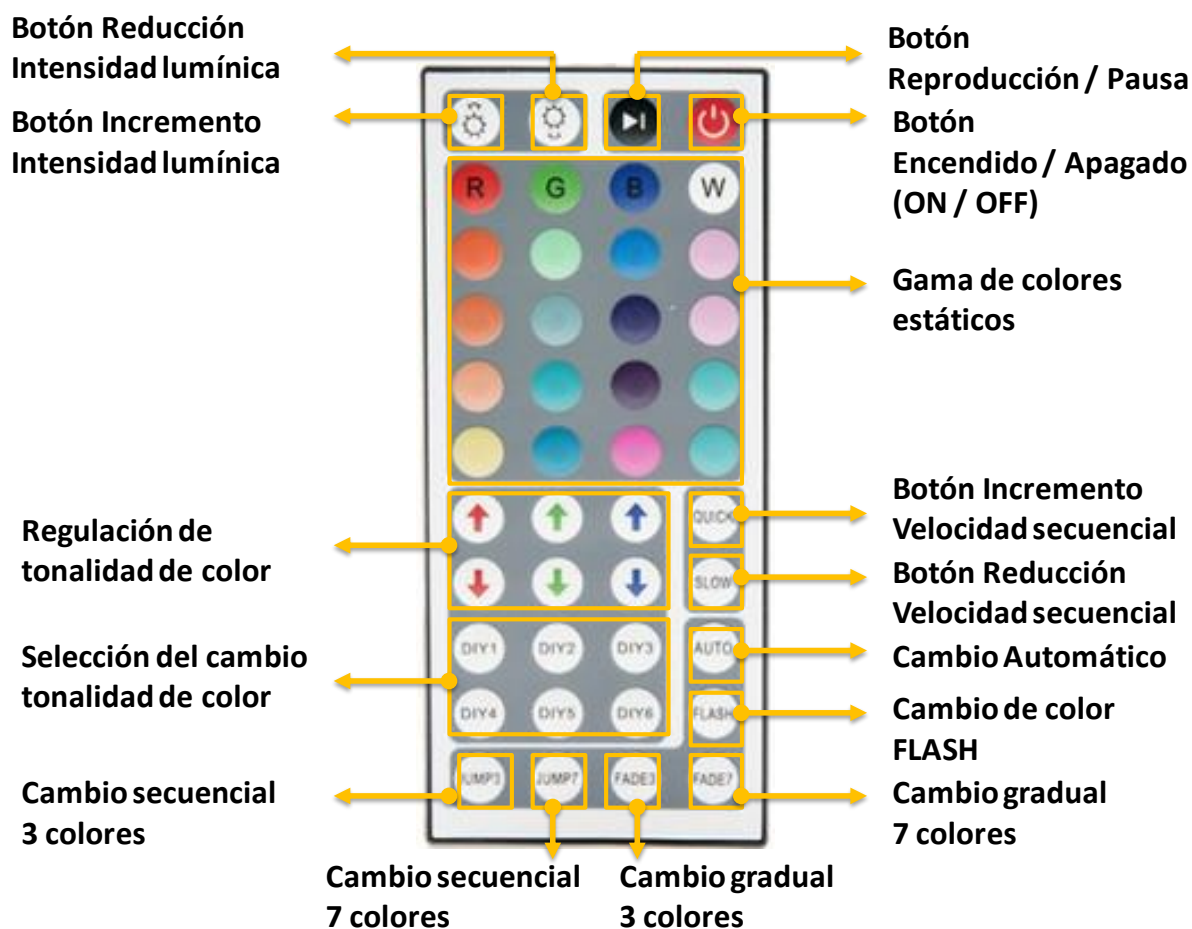 Botón Reducción
Intensidad lumínica
Botón Incremento
Intensidad lumínica
Botón
Reproducción / Pausa
Botón
Encendido / Apagado
(ON / OFF)
R G B W
Gama de colores
estáticos
Regulación de
tonalidad de color
QUICK
Botón Incremento
Velocidad secuencial
SLOW
Botón Reducción
Velocidad secuencial
Selección del cambio
tonalidad de color
DIY1 DIY2 DIY3 AUTO
Cambio Automático
DIY4 DIY5 DIY6 FLASH
Cambio de color
FLASH
JUMP3 JUMP7 FADE3 FADE7
Cambio secuencial
3 colores
Cambio gradual
7 colores
Cambio secuencial
7 colores
Cambio gradual
3 colores